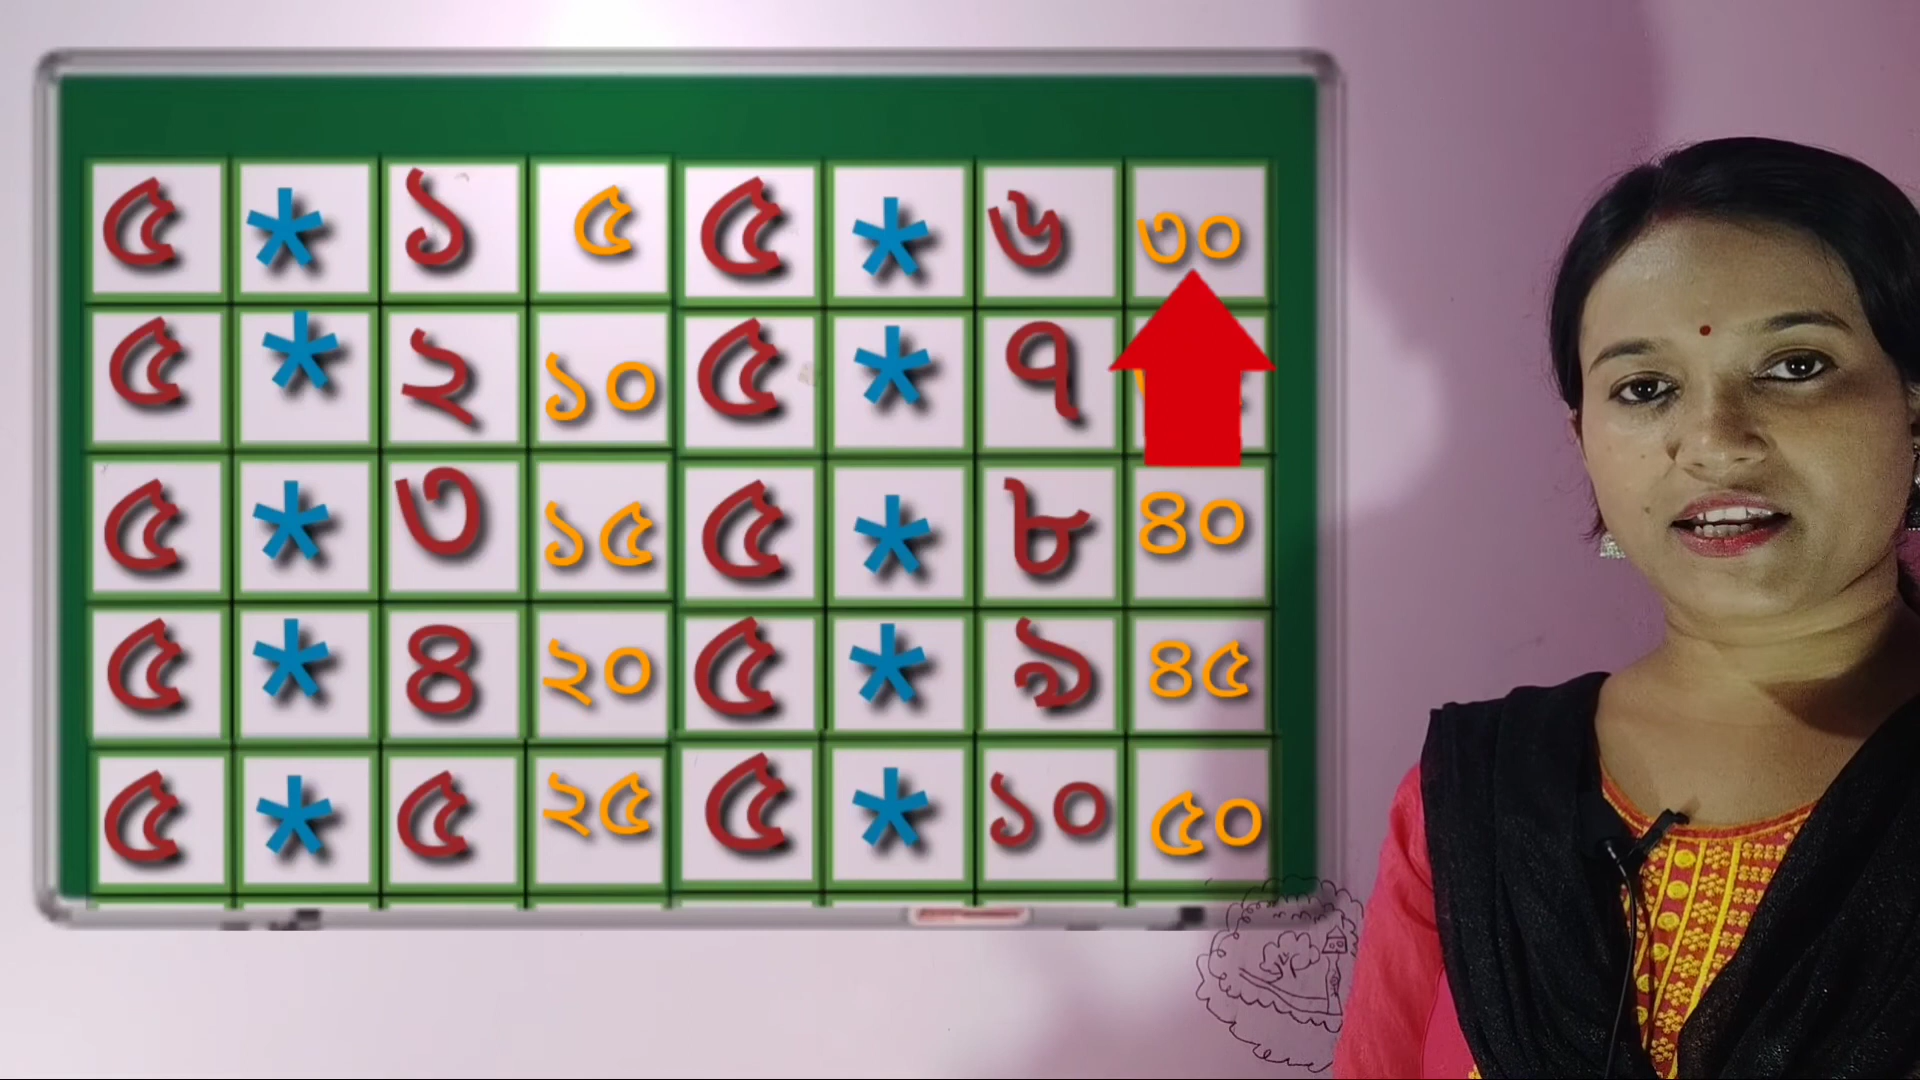 ৫ * ১ ৫ ৫ * ৬ ৩০
৫ * ২ ১০ ৫ * ৭
৫ * ৩ ১৫ ৫ * ৮ ৪০
৫ * ৪ ২০ ৫ * ৯ ৪৫
৫ * ৫ ২৫ ৫ * ১০ ৫০